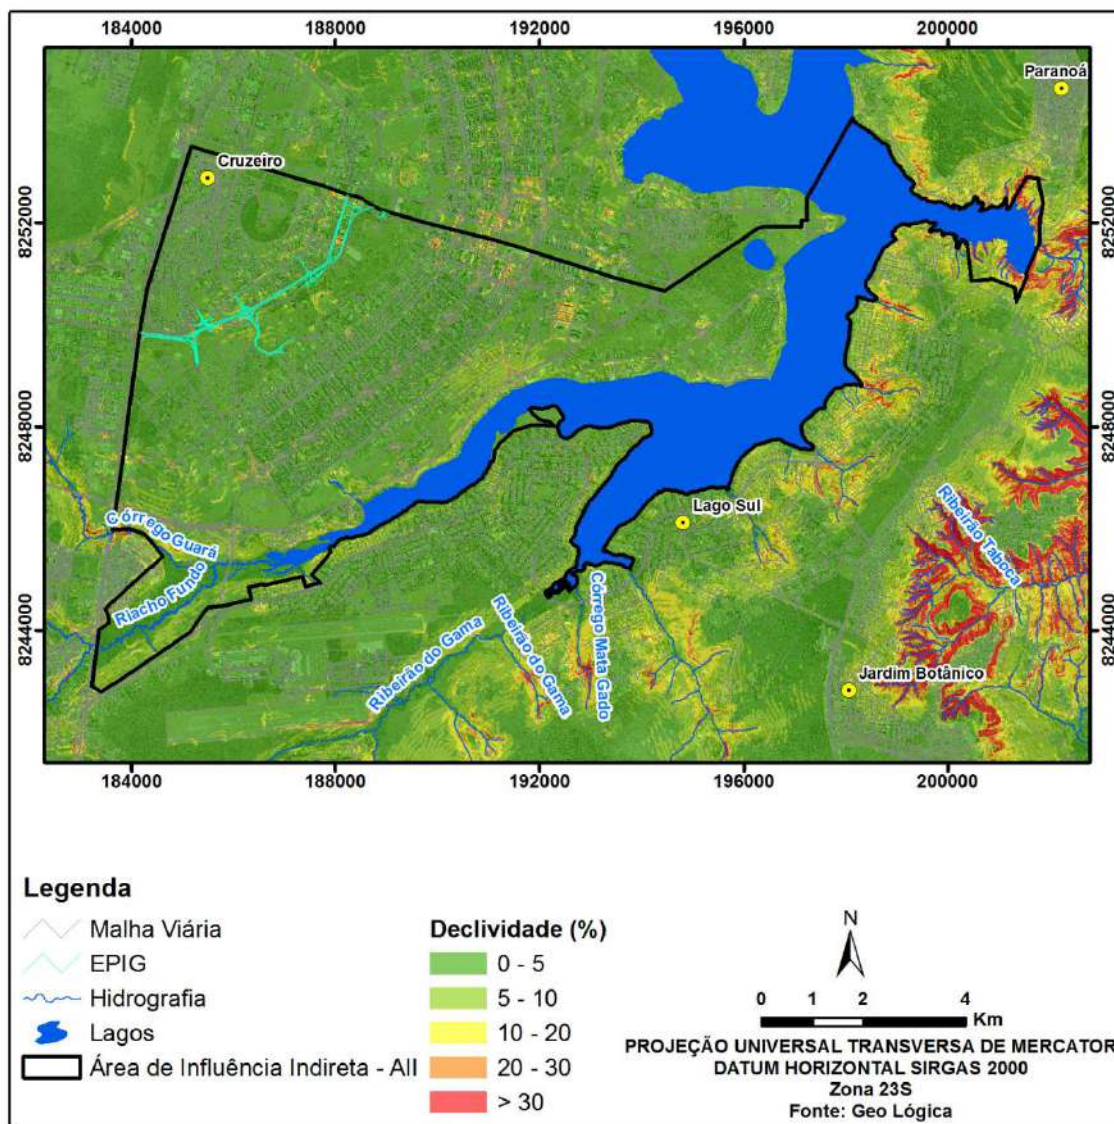 184000 188000 192000 196000 200000
Paranoá
Cruzeiro
8252000 8252000
8248000 8248000
Lago Sul
Córrego Guará
Ribeirão Taboca
Riacho Fundo
8244000 8244000
Ribeirão do Gama
Ribeirão do Gama
Córrego Mata Gado
Jardim Botânico
184000 188000 192000 196000 200000
Legenda
Malha Viária
EPIG
Hidrografia
Lagos
Área de Influência Indireta - AII
Declividade (%)
0 - 5
5 - 10
10 - 20
20 - 30
> 30
N
0 1 2 4
Km
PROJEÇÃO UNIVERSAL TRANSVERSA DE MERCATOR
DATUM HORIZONTAL SIRGAS 2000
Zona 23S
Fonte: Geo Lógica